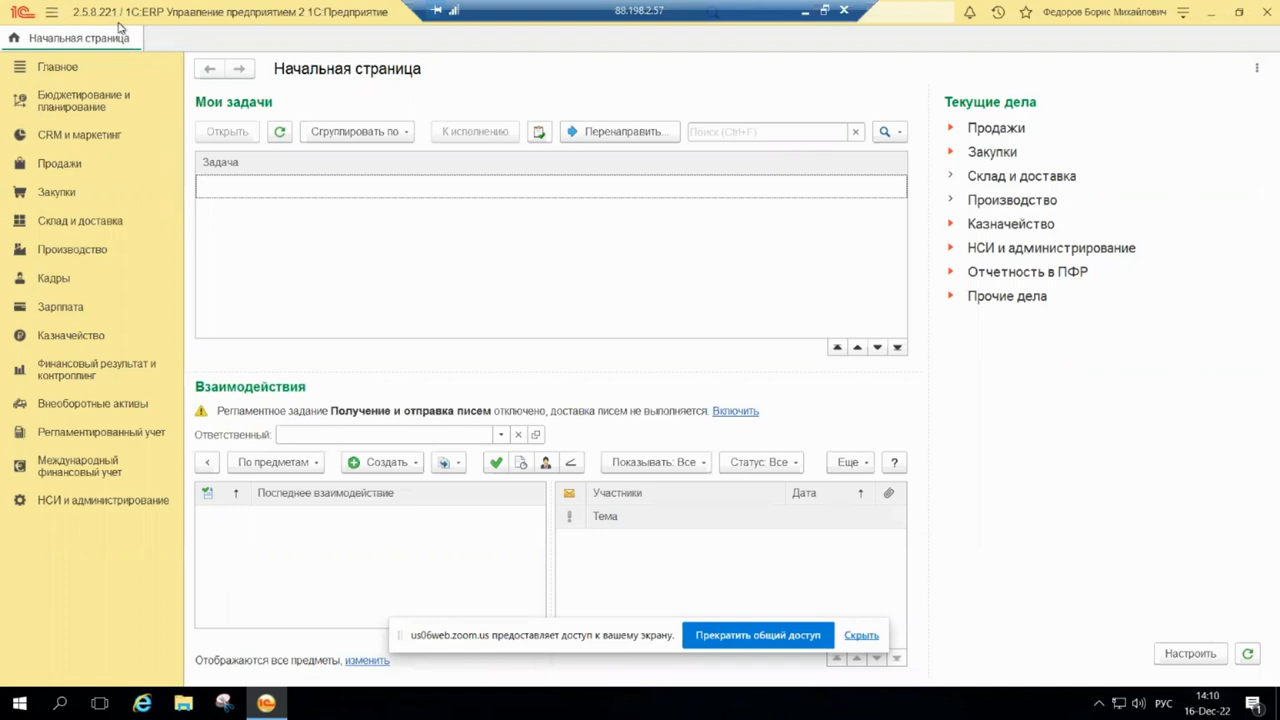 2.5.8.221 / 1С:ERP Управление предприятием 2 1С:Предприятие
88.198.2.57
Федоров Борис Михайлович
Начальная страница
Главное
Бюджетирование и
планирование
CRM и маркетинг
Продажи
Закупки
Склад и доставка
Производство
Кадры
Зарплата
Казначейство
Финансовый результат и
контроллинг
Внеоборотные активы
Регламентированный учет
Международный
финансовый учет
НСИ и администрирование
Начальная страница
Мои задачи
Открыть
Сгруппировать по
К исполнению
Перенаправить...
Поиск (Ctrl+F)
Задача
Взаимодействия
Регламентное задание Получение и отправка писем отключено, доставка писем не выполняется. Включить
Ответственный:
По предметам
Создать
Показывать: Все
Статус: Все
Еще
?
Последнее взаимодействие
Участники
Дата
Тема
us06web.zoom.us предоставляет доступ к вашему экрану.
Прекратить общий доступ
Скрыть
Отображаются все предметы, изменить
Текущие дела
Продажи
Закупки
Склад и доставка
Производство
Казначейство
НСИ и администрирование
Отчетность в ПФР
Прочие дела
Настроить
РУС
14:10
16-Dec-22
1